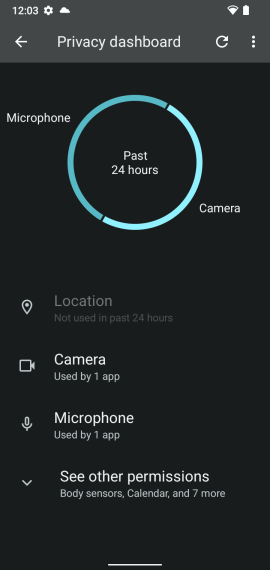 12:03
Privacy dashboard
Microphone
Past
24 hours
Camera
Location
Not used in past 24 hours
Camera
Used by 1 app
Microphone
Used by 1 app
See other permissions
Body sensors, Calendar, and 7 more